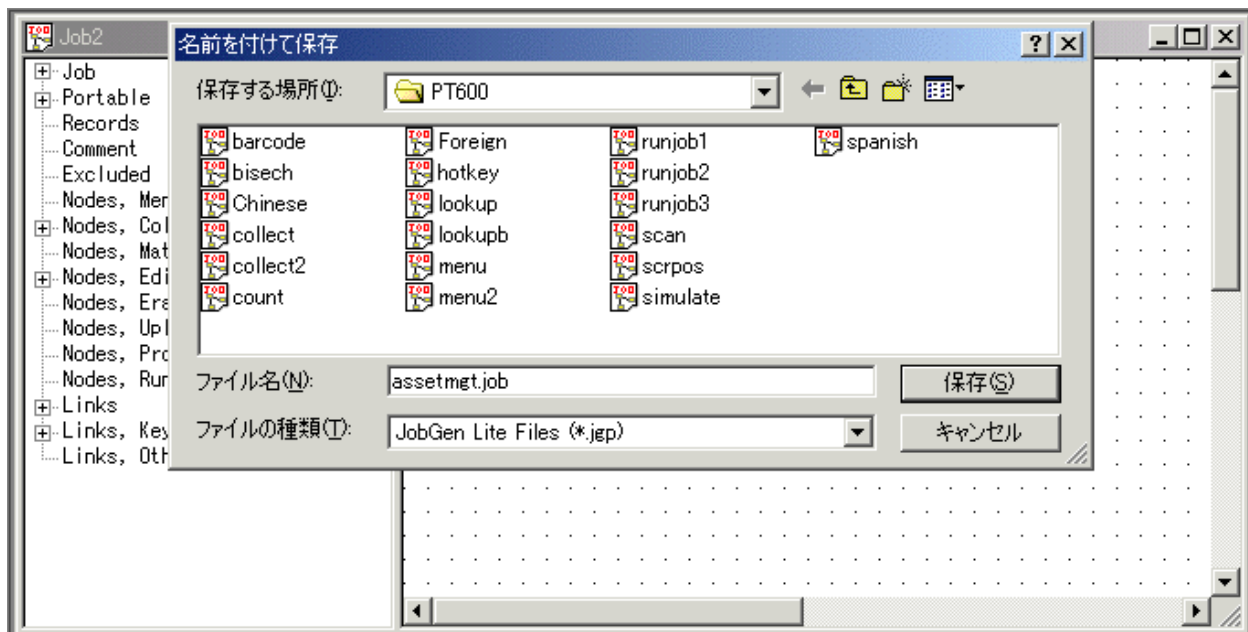 Job2
名前を付けて保存
保存する場所(I):
PT600
barcode
bisech
Chinese
collect
collect2
count
Foreign
hotkey
lookup
lookupb
menu
menu2
runjob1
runjob2
runjob3
scan
scrpos
simulate
spanish
ファイル名(N):
assetmgt.job
保存(S)
ファイルの種類(T):
JobGen Lite Files (*.jgp)
キャンセル
Job
Portable
Records
Comment
Excluded
Nodes, Men
Nodes, Col
Nodes, Mat
Nodes, Edi
Nodes, Era
Nodes, Upl
Nodes, Pro
Nodes, Run
Links
Links, Key
Links, Oth